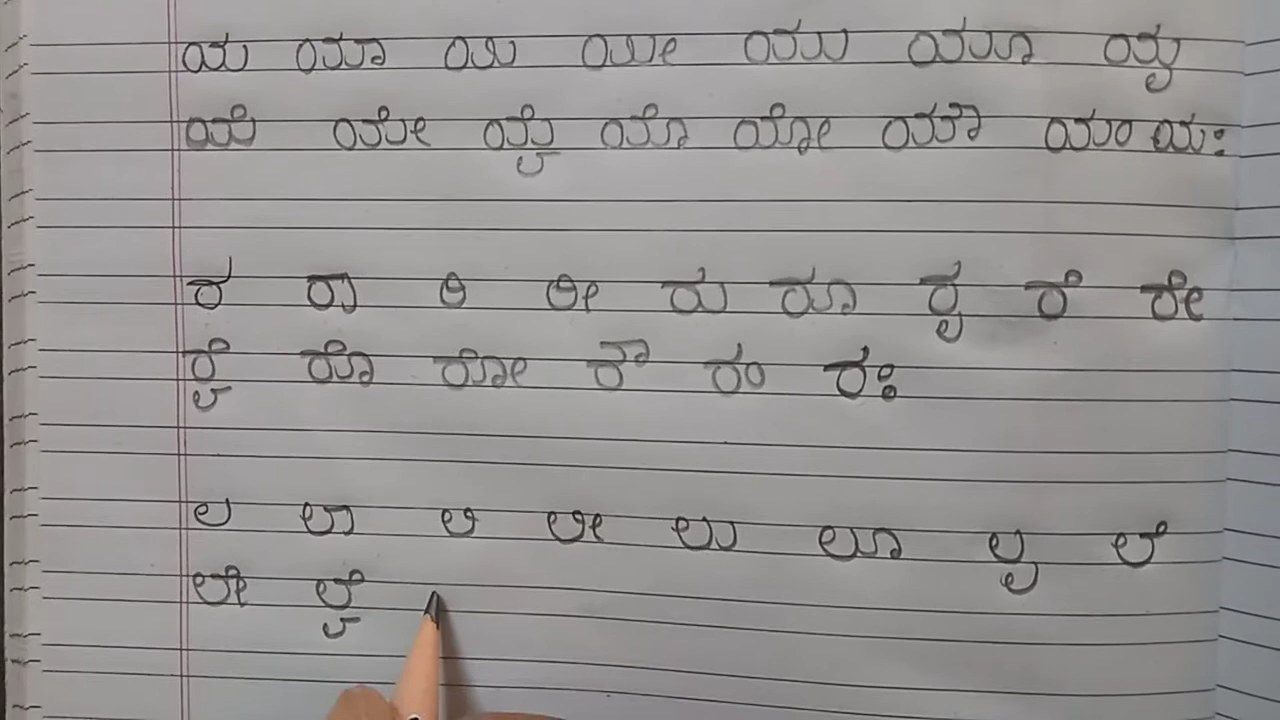 ಯ ಯಾ ಯಿ ಯೀ ಯು ಯೂ ಯೃ
ಯೆ ಯೇ ಯೈ ಯೊ ಯೋ ಯೌ ಯಂ ಯಃ
ರ ರಾ ರಿ ರೀ ರು ರೂ ರೃ ರೆ ರೇ
ರೈ ರೊ ರೋ ರೌ ರಂ ರಃ
ಲ ಲಾ ಲಿ ಲೀ ಲು ಲೂ ಲೃ ಲೆ
ಲೇ ಲೈ